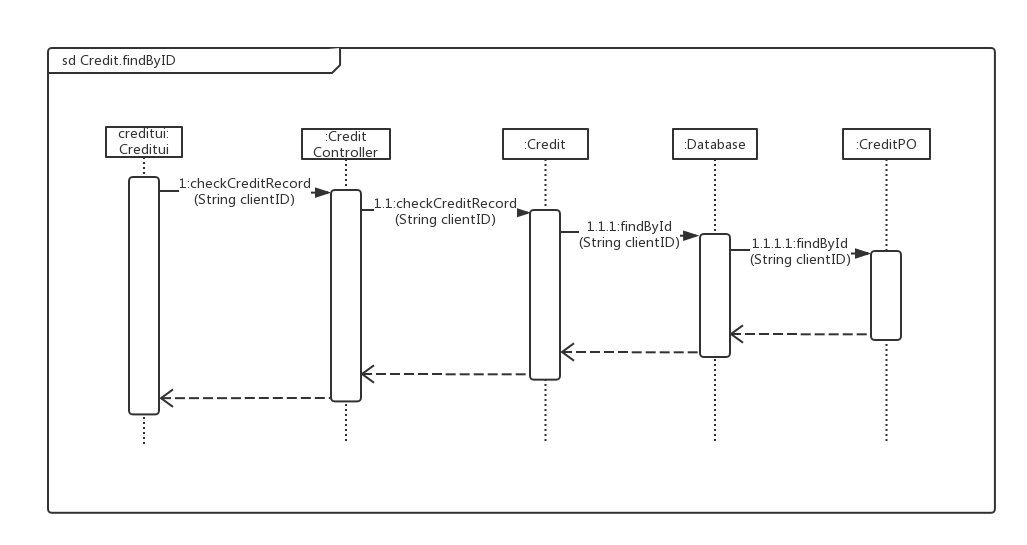 sd Credit.findByID
creditui:
Creditui
:Credit
Controller
:Credit
:Database
:CreditPO
1:checkCreditRecord
(String clientID)
1.1:checkCreditRecord
(String clientID)
1.1.1:findById
(String clientID)
1.1.1.1:findById
(String clientID)